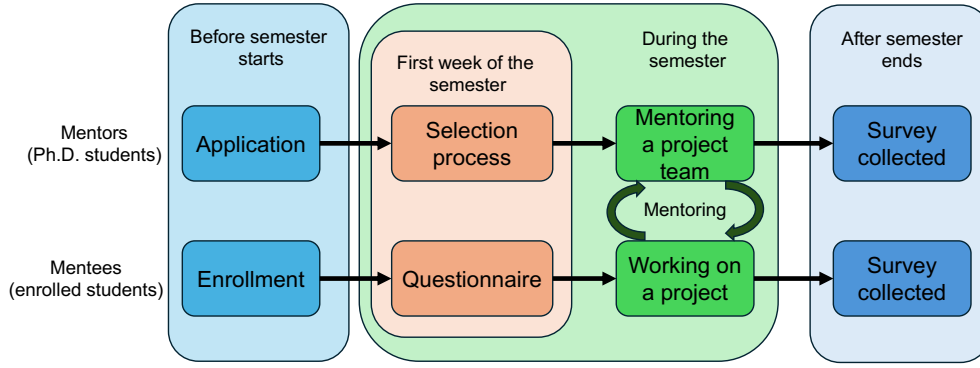 Before semester
starts
First week of the
semester
During the
semester
After semester
ends
Mentors
(Ph.D. students)
Application
Selection
process
Mentoring
a project
team
Survey
collected
Mentoring
Mentees
(enrolled students)
Enrollment
Questionnaire
Working on
a project
Survey
collected